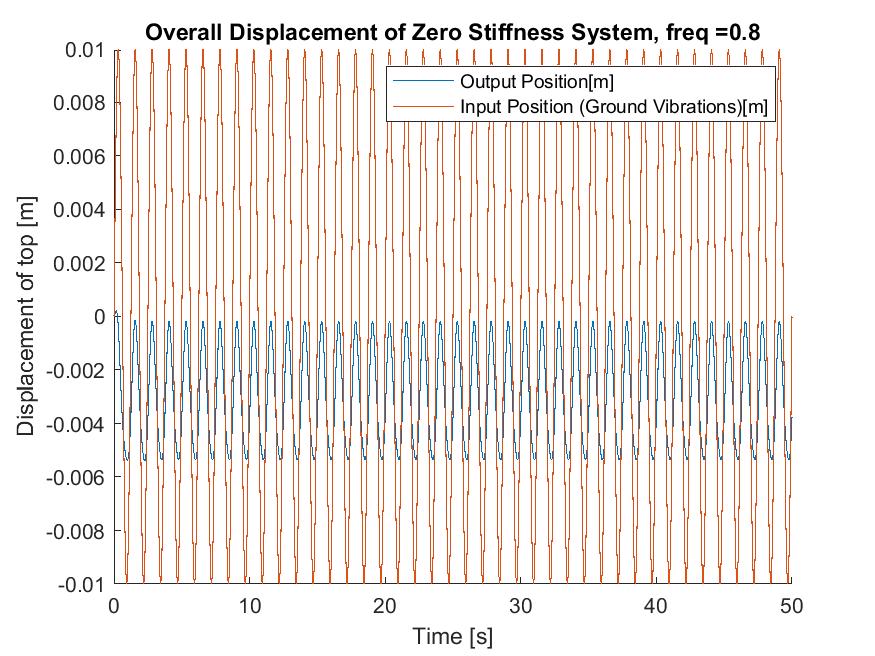 Overall Displacement of Zero Stiffness System, freq =0.8
Output Position[m]
Input Position (Ground Vibrations)[m]
Displacement of top [m]
0.01
0.008
0.006
0.004
0.002
0
-0.002
-0.004
-0.006
-0.008
-0.01
0 10 20 30 40 50
Time [s]